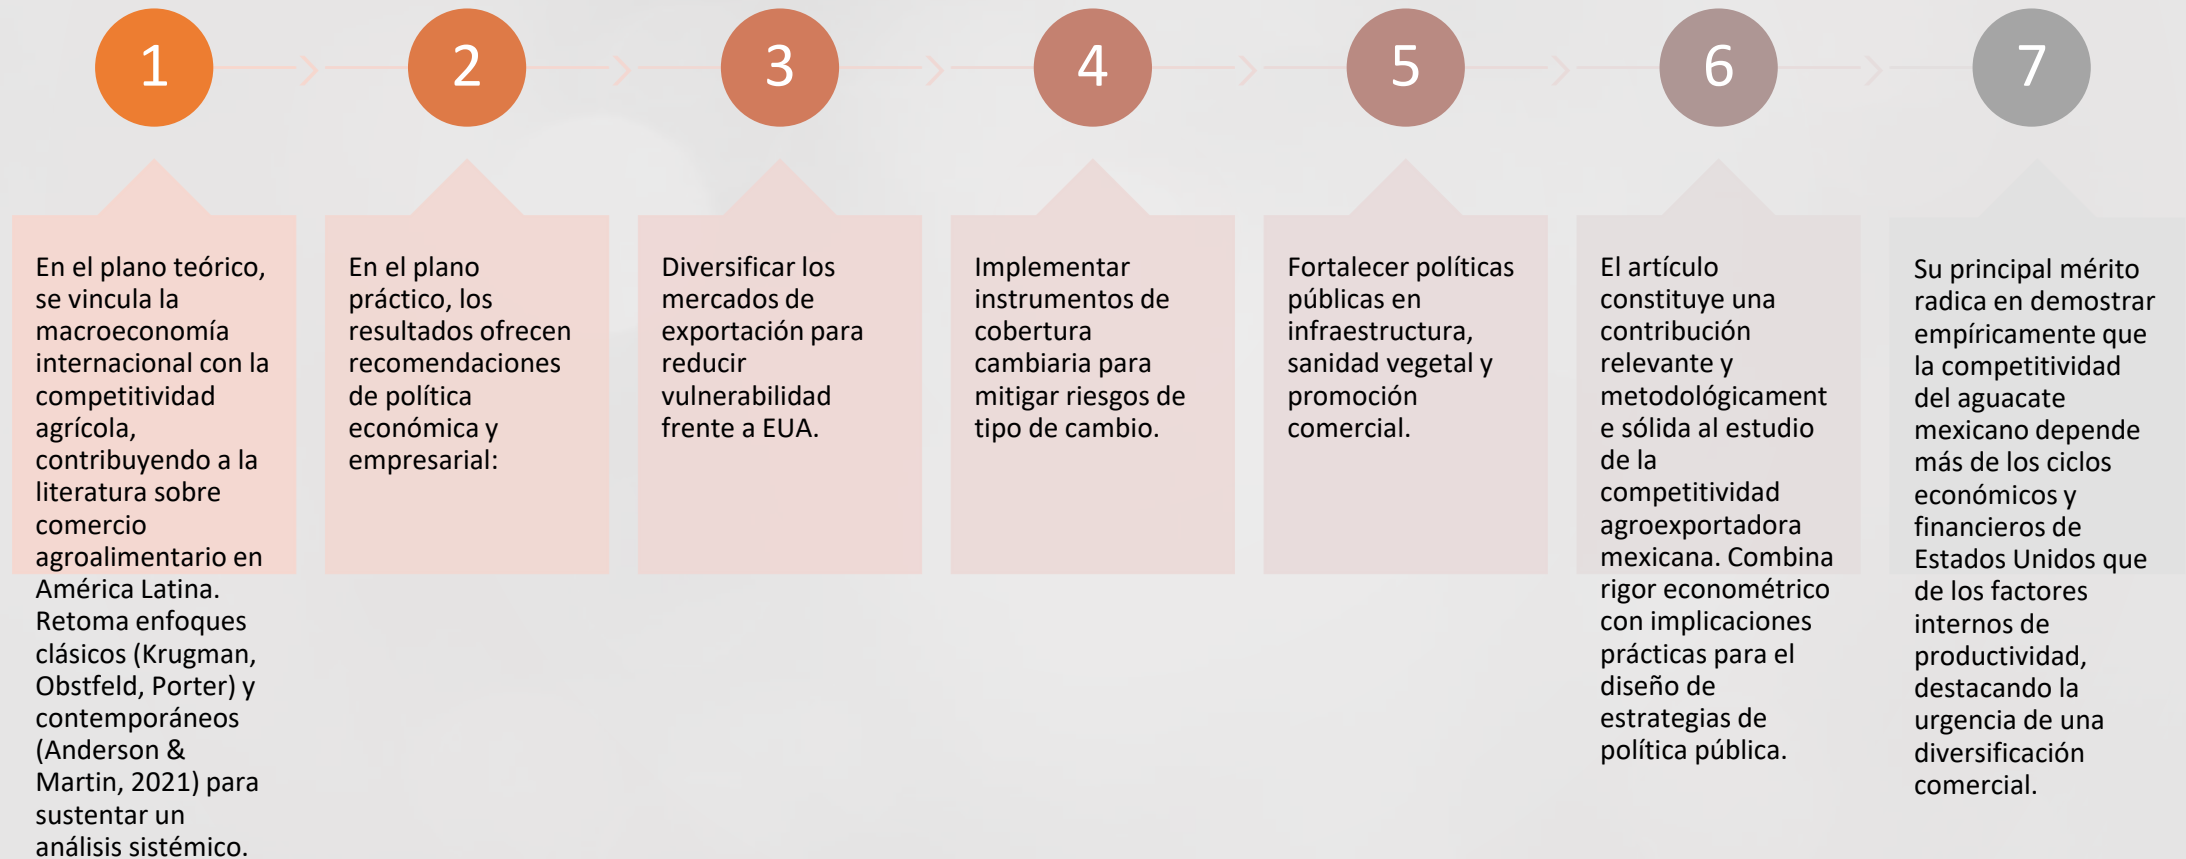 1
2
3
4
5
6
7
En el plano teórico,
se vincula la
macroeconomía
internacional con la
competitividad
agrícola,
contribuyendo a la
literatura sobre
comercio
agroalimentario en
América Latina.
Retoma enfoques
clásicos (Krugman,
Obstfeld, Porter) y
contemporáneos
(Anderson &
Martin, 2021) para
sustentar un
análisis sistémico.
En el plano
práctico, los
resultados ofrecen
recomendaciones
de política
económica y
empresarial:
Diversificar los
mercados de
exportación para
reducir
vulnerabilidad
frente a EUA.
Implementar
instrumentos de
cobertura
cambiaria para
mitigar riesgos de
tipo de cambio.
Fortalecer políticas
públicas en
infraestructura,
sanidad vegetal y
promoción
comercial.
El artículo
constituye una
contribución
relevante y
metodológicament
e sólida al estudio
de la
competitividad
agroexportadora
mexicana. Combina
rigor econométrico
con implicaciones
prácticas para el
diseño de
estrategias de
política pública.
Su principal mérito
radica en demostrar
empíricamente que
la competitividad
del aguacate
mexicano depende
más de los ciclos
económicos y
financieros de
Estados Unidos que
de los factores
internos de
productividad,
destacando la
urgencia de una
diversificación
comercial.